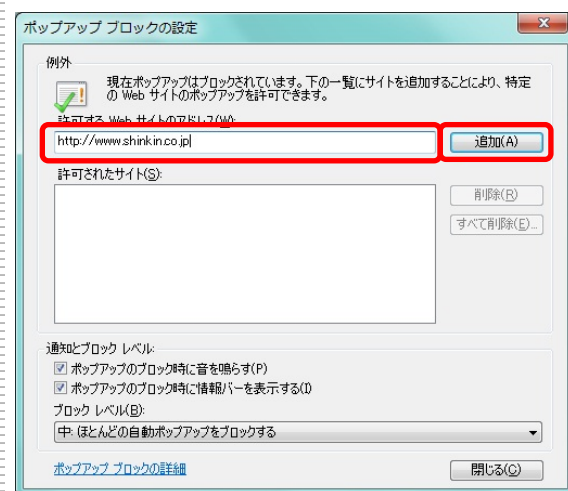 ポップアップ ブロックの設定
例外
現在ポップアップはブロックされています。下の一覧にサイトを追加することにより、特定
の Web サイトのポップアップを許可できます。
許可する Web サイトのアドレス(W):
http://www.shinkin.co.jp
追加(A)
許可されたサイト(S):
削除(R)
すべて削除(E)...
通知とブロック レベル:
ポップアップのブロック時に音を鳴らす(P)
ポップアップのブロック時に情報バーを表示する(I)
ブロック レベル(B):
中: ほとんどの自動ポップアップをブロックする
ポップアップ ブロックの詳細
閉じる(C)